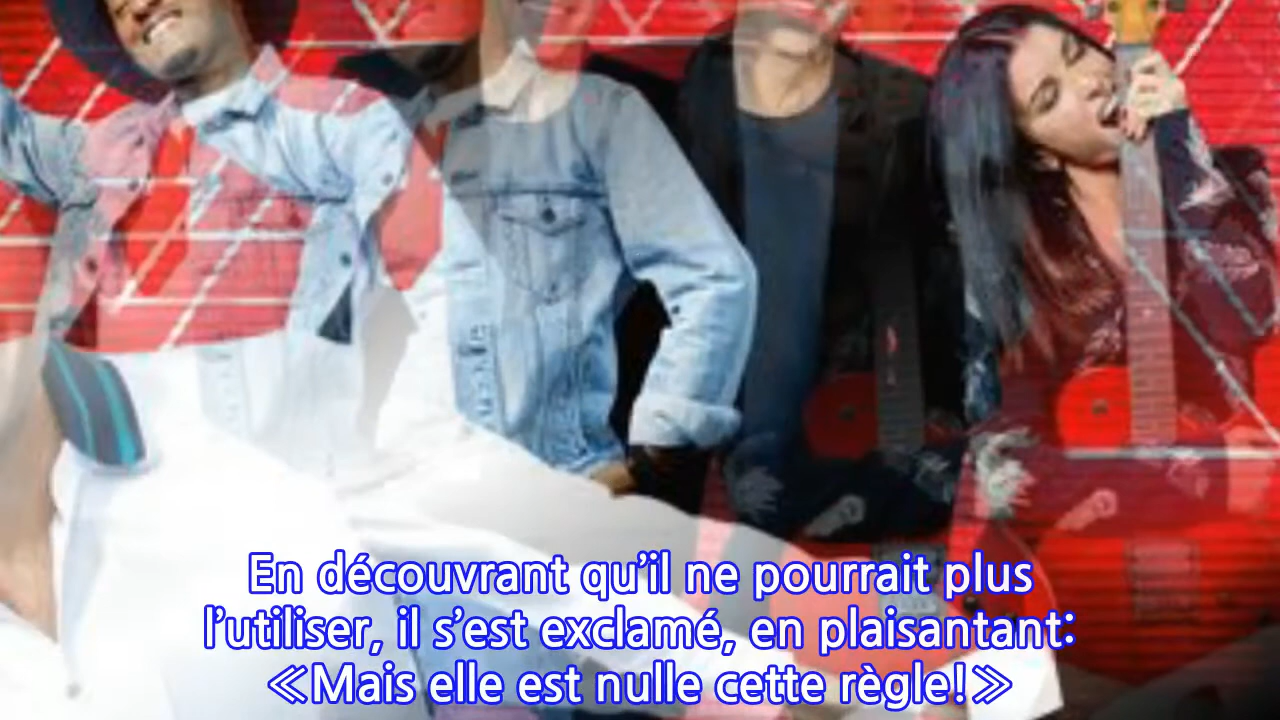 En découvrant qu’il ne pourrait plus
l’utiliser, il s’est exclamé, en plaisantant:
≪Mais elle est nulle cette règle!≫